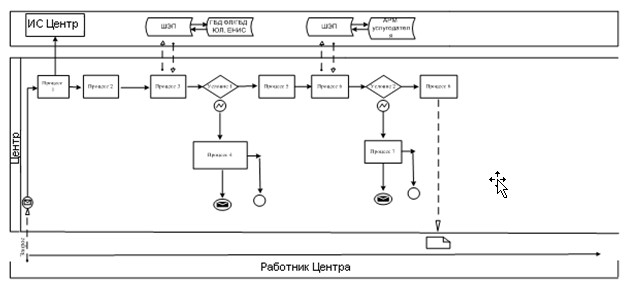 ИС Центр
ШЭП
ГБД ФЛ/ГБД
ЮЛ, ЕНИС
ШЭП
АРМ
услугодател
я
Процесс
1
Процесс 2
Процесс 3
Условие 1
Процесс 5
Процесс 6
Условие 2
Процесс 8
Процесс 4
Процесс 7
Центр
Работник Центра